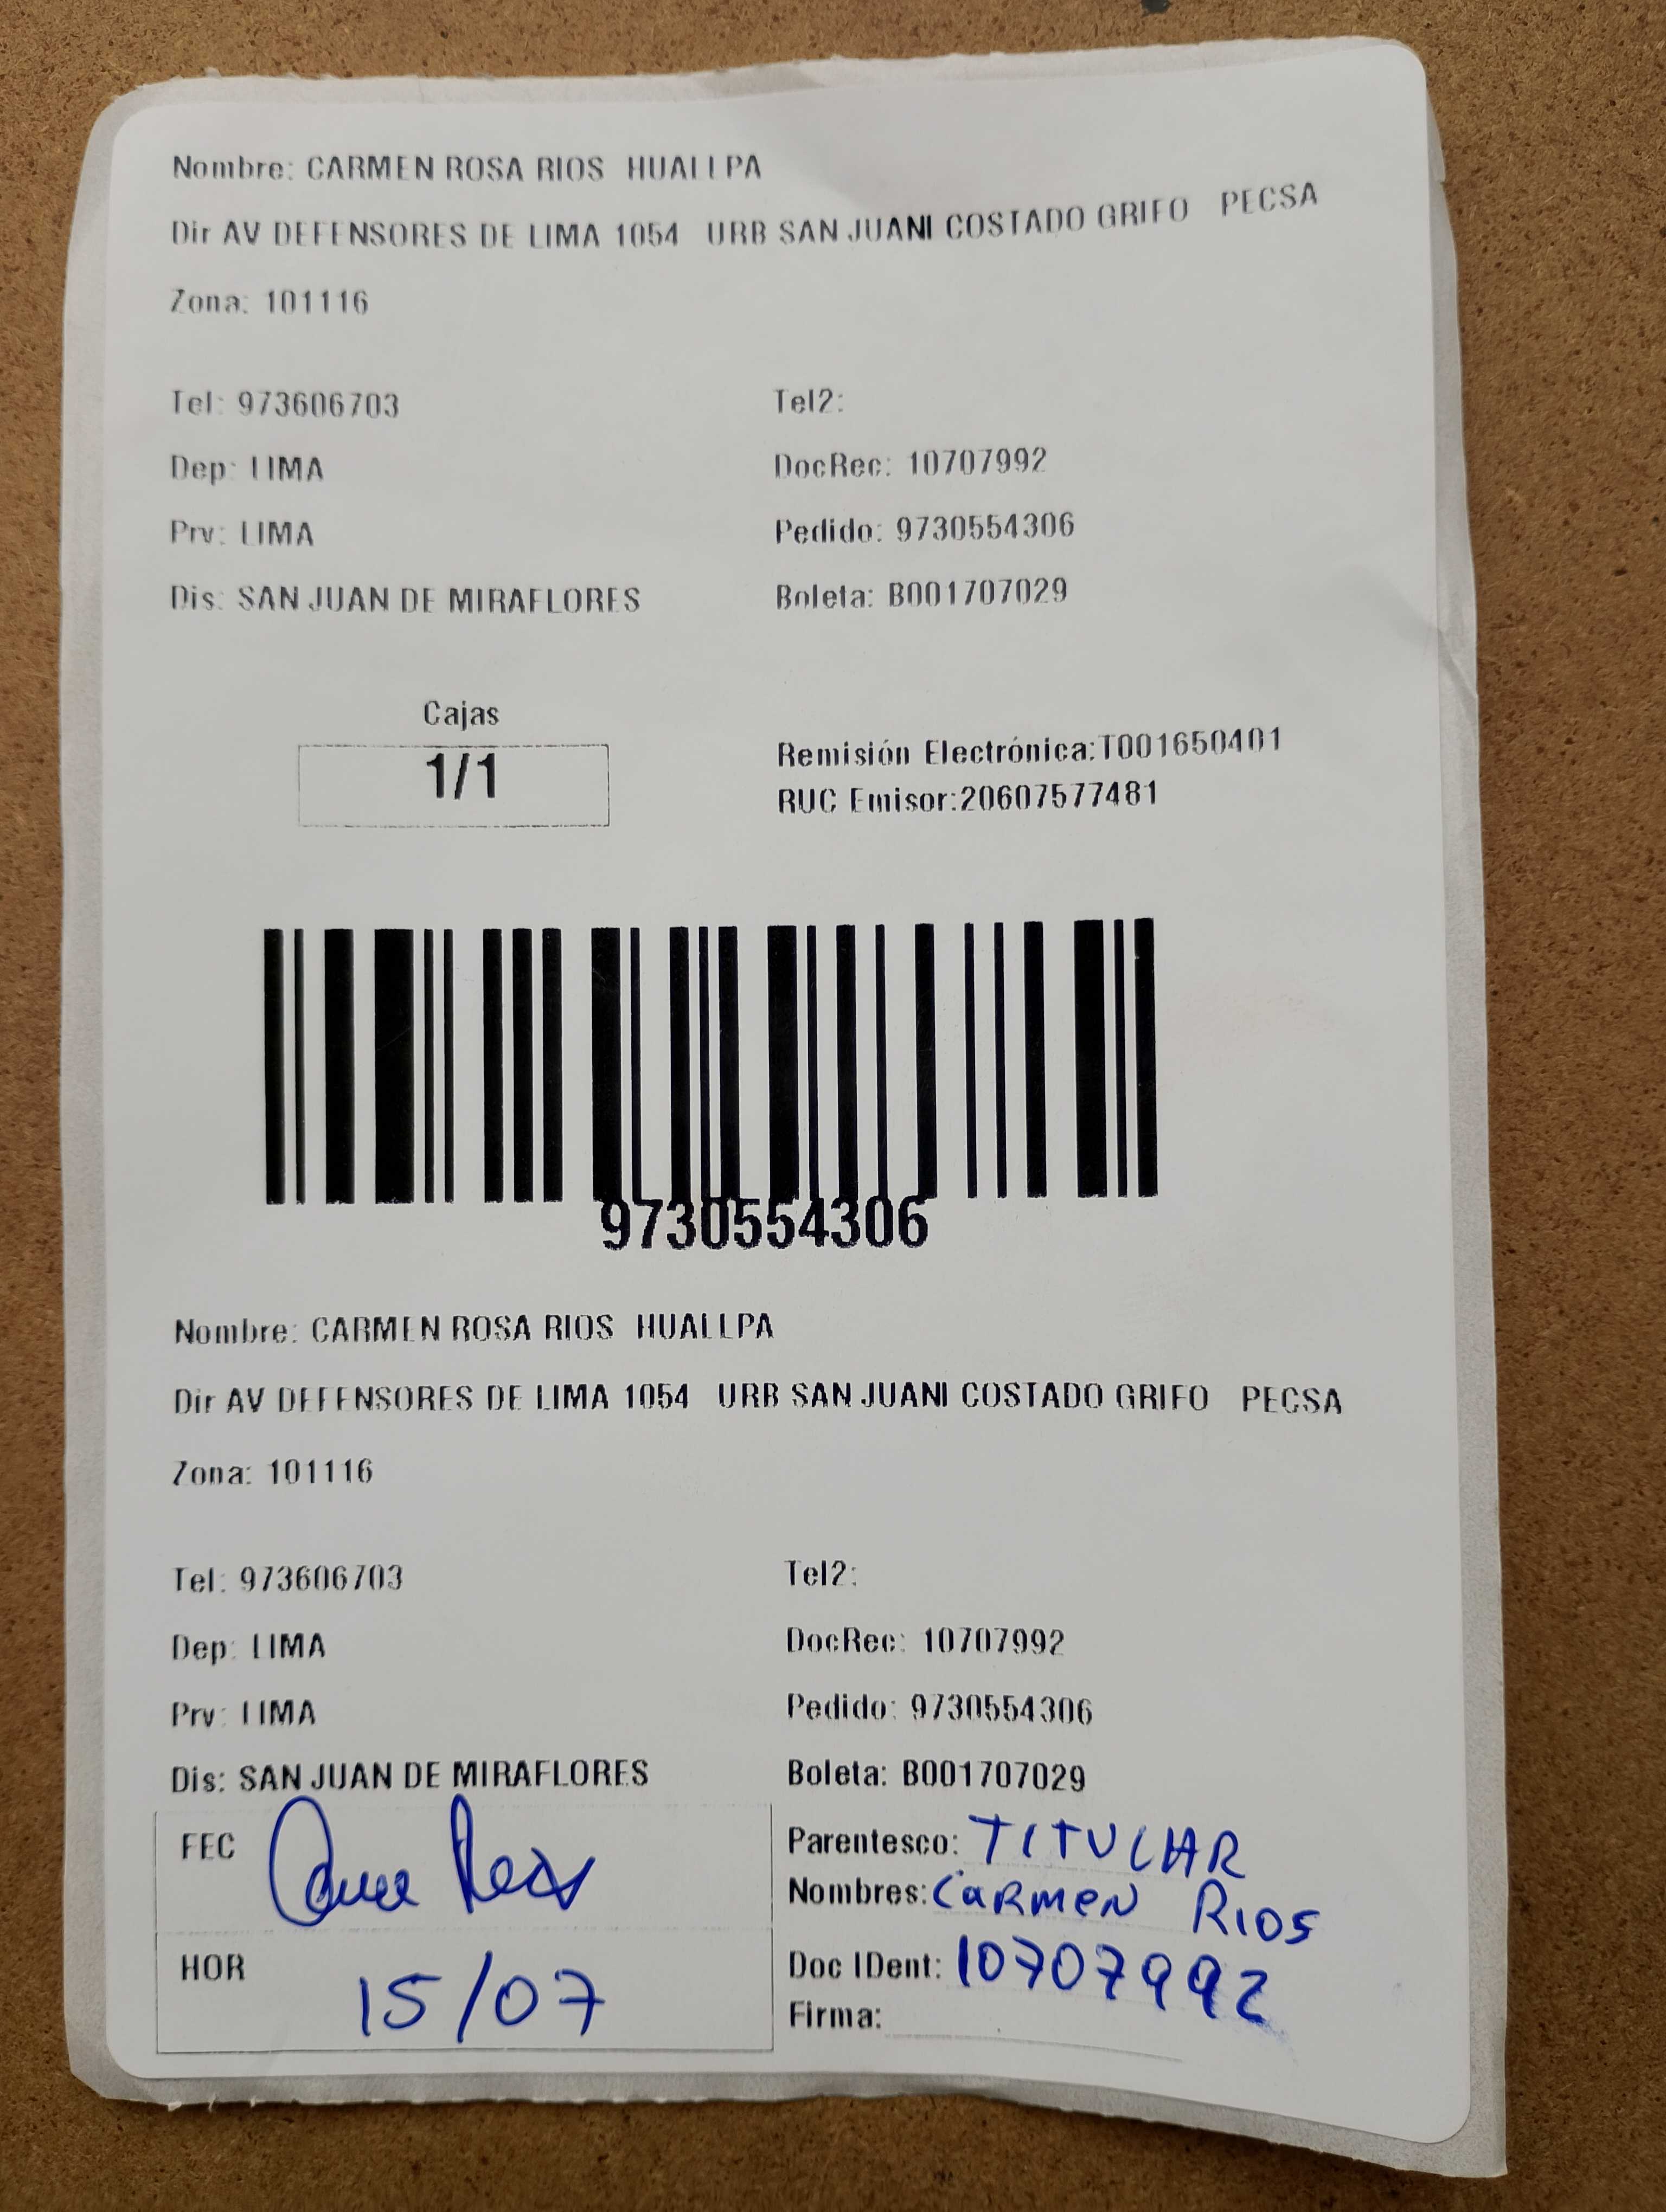 Nombre: CARMEN ROSA RIOS HUALLPA
Dir AV DEFENSORES DE LIMA 1054 URB SAN JUANI COSTADO GRIFO PECSA
Zona: 101116
Tel: 973606703 Tel2:
Dep: LIMA DocRec: 10707992
Prv: LIMA Pedido: 9730554306
Dis: SAN JUAN DE MIRAFLORES Boleta: B001707029
Cajas
1/1
Remisión Electrónica:T001650401
RUC Emisor:20607577481
9730554306
Nombre: CARMEN ROSA RIOS HUALLPA
Dir AV DEFENSORES DE LIMA 1054 URB SAN JUANI COSTADO GRIFO PECSA
Zona: 101116
Tel: 973606703 Tel2:
Dep: LIMA DocRec: 10707992
Prv: LIMA Pedido: 9730554306
Dis: SAN JUAN DE MIRAFLORES Boleta: B001707029
FEC
Parentesco: TITULAR
Nombres: CARMEN RIOS
HOR 15/07
Doc IDent: 10707992
Firma: